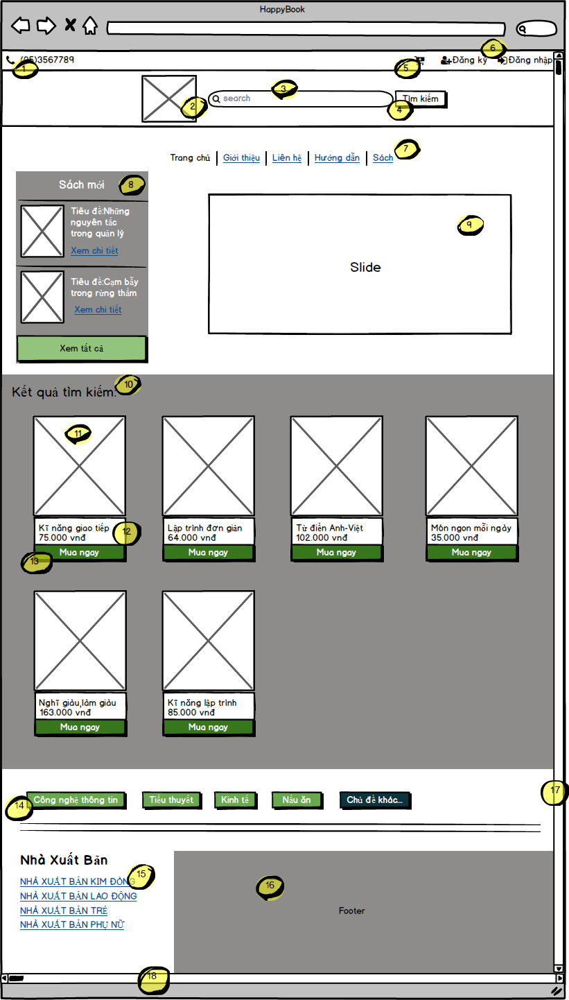 HappyBook
(05)3567789
1
5
6
Đăng ký
Đăng nhập
2
3
search
4
Tìm kiếm
7
Trang chủ
Giới thiệu
Liên hệ
Hướng dẫn
Sách
Sách mới
8
Tiêu đề:Những
nguyên tắc
trong quản lý
Xem chi tiết
Tiêu đề:Cạm bẫy
trong rừng thẳm
Xem chi tiết
Xem tất cả
9
Slide
Kết quả tìm kiếm:
10
11
Kĩ năng giao tiếp
75.000 vnđ
12
Mua ngay
13
Lập trình đơn giản
64.000 vnđ
Mua ngay
Từ điển Anh-Việt
102.000 vnđ
Mua ngay
Món ngon mỗi ngày
35.000 vnđ
Mua ngay
Nghĩ giàu,làm giàu
163.000 vnđ
Mua ngay
Kĩ năng lập trình
85.000 vnđ
Mua ngay
14
Công nghệ thông tin
Tiểu thuyết
Kinh tế
Nấu ăn
Chủ đề khác...
17
Nhà Xuất Bản
15
NHÀ XUẤT BẢN KIM ĐỒNG
NHÀ XUẤT BẢN LAO ĐỘNG
NHÀ XUẤT BẢN TRẺ
NHÀ XUẤT BẢN PHỤ NỮ
16
Footer
18